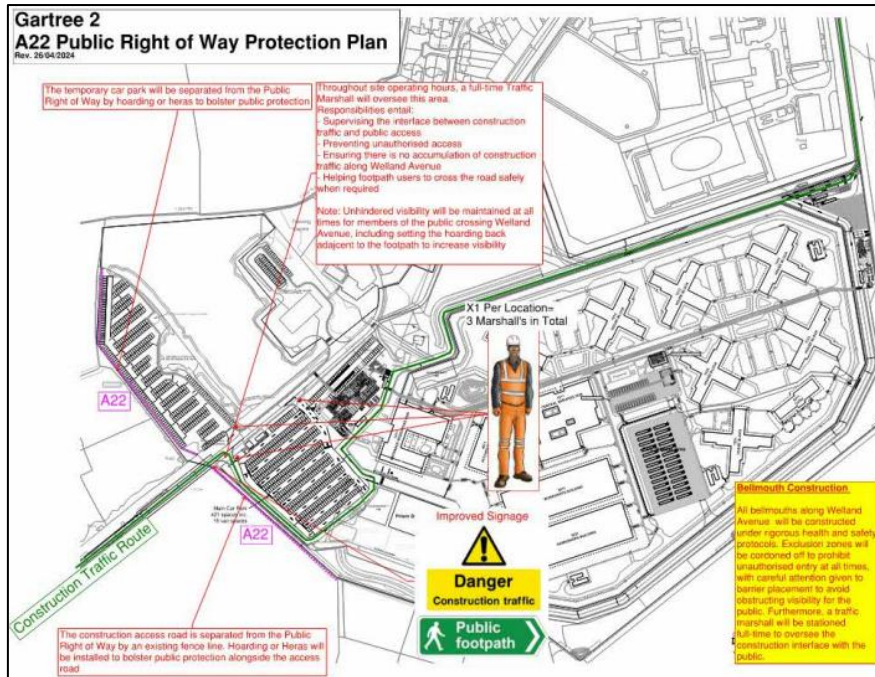 Gartree 2
A22 Public Right of Way Protection Plan
Rev. 26/04/2024
The temporary car park will be separated from the Public
Right of Way by hoarding or heras to bolster public protection
Throughout site operating hours, a full-time Traffic
Marshall will oversee this area.
Responsibilities entail:
- Supervising the interface between construction
traffic and public access
- Preventing unauthorised access
- Ensuring there is no accumulation of construction
traffic along Welland Avenue
- Helping footpath users to cross the road safely
when required
Note: Unhindered visibility will be maintained at all
times for members of the public crossing Welland
Avenue, including setting the hoarding back
adajcent to the footpath to increase visibility
X1 Per Location=
3 Marshall's in Total
A22
Main Car Park
A22
Construction Traffic Route
Improved Signage
Danger
Construction traffic
Public
footpath
Bellmouth Construction
All bellmouths along Welland
Avenue will be constructed
under rigorous health and safety
protocols. Exclusion zones will
be cordoned off to prohibit
unauthorised entry at all times,
with careful attention given to
barrier placement to avoid
obstructing visibility for the
public. Furthermore, a traffic
marshall will be stationed
full-time to oversee the
construction interface with the
public.
The construction access road is separated from the Public
Right of Way by an existing fence line. Hoarding or Heras will
be installed to bolster public protection alongside the access
road